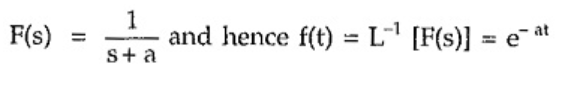 F(s) = 1/(s + a) and hence f(t) = L⁻¹ [F(s)] = e⁻ ᵃᵗ